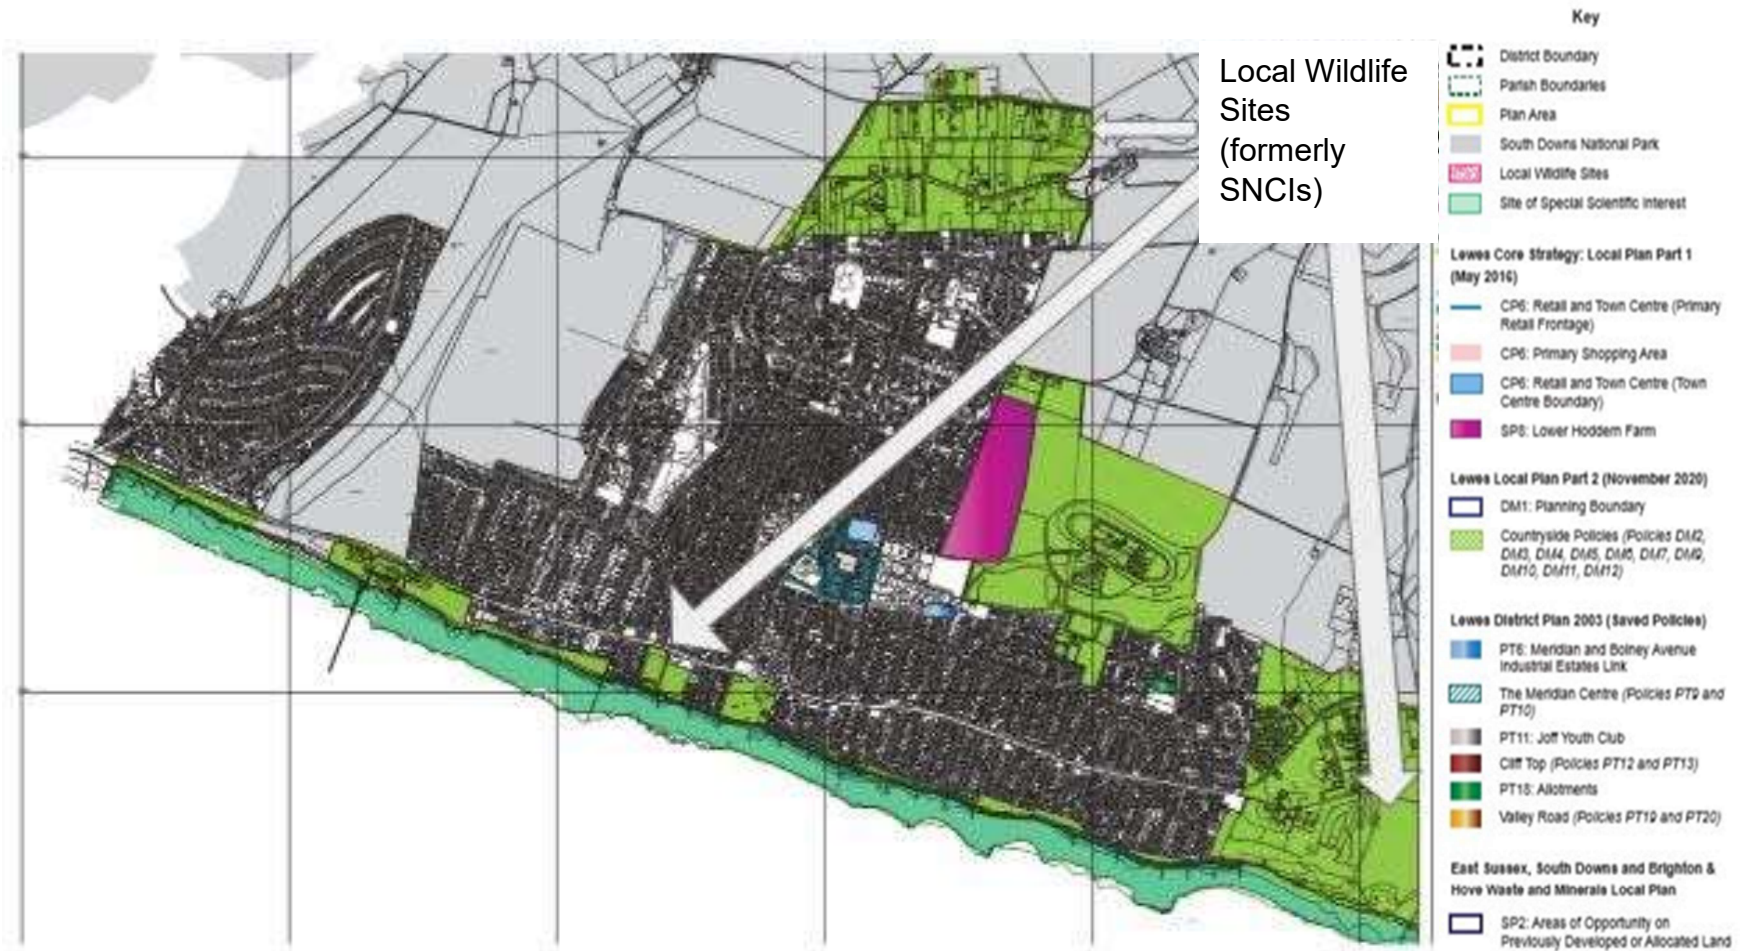 Local Wildlife
Sites
(formerly
SNCIs)
Key
District Boundary
Parish Boundaries
Plan Area
South Downs National Park
Local Wildlife Sites
Site of Special Scientific Interest
Lewes Core Strategy: Local Plan Part 1
(May 2016)
CP6: Retail and Town Centre (Primary
Retail Frontage)
CP6: Primary Shopping Area
CP6: Retail and Town Centre (Town
Centre Boundary)
SP8: Lower Hoddern Farm
Lewes Local Plan Part 2 (November 2020)
DM1: Planning Boundary
Countryside Policies (Policies DM2,
DM3, DM4, DM5, DM6, DM7, DM9,
DM10, DM11, DM12)
Lewes District Plan 2003 (Saved Policies)
PT6: Meridian and Bolney Avenue
Industrial Estates Link
The Meridian Centre (Policies PT9 and
PT10)
PT11: Joff Youth Club
Cliff Top (Policies PT12 and PT13)
PT18: Allotments
Valley Road (Policies PT19 and PT20)
East Sussex, South Downs and Brighton &
Hove Waste and Minerals Local Plan
SP2: Areas of Opportunity on
Previously Developed or Allocated Land